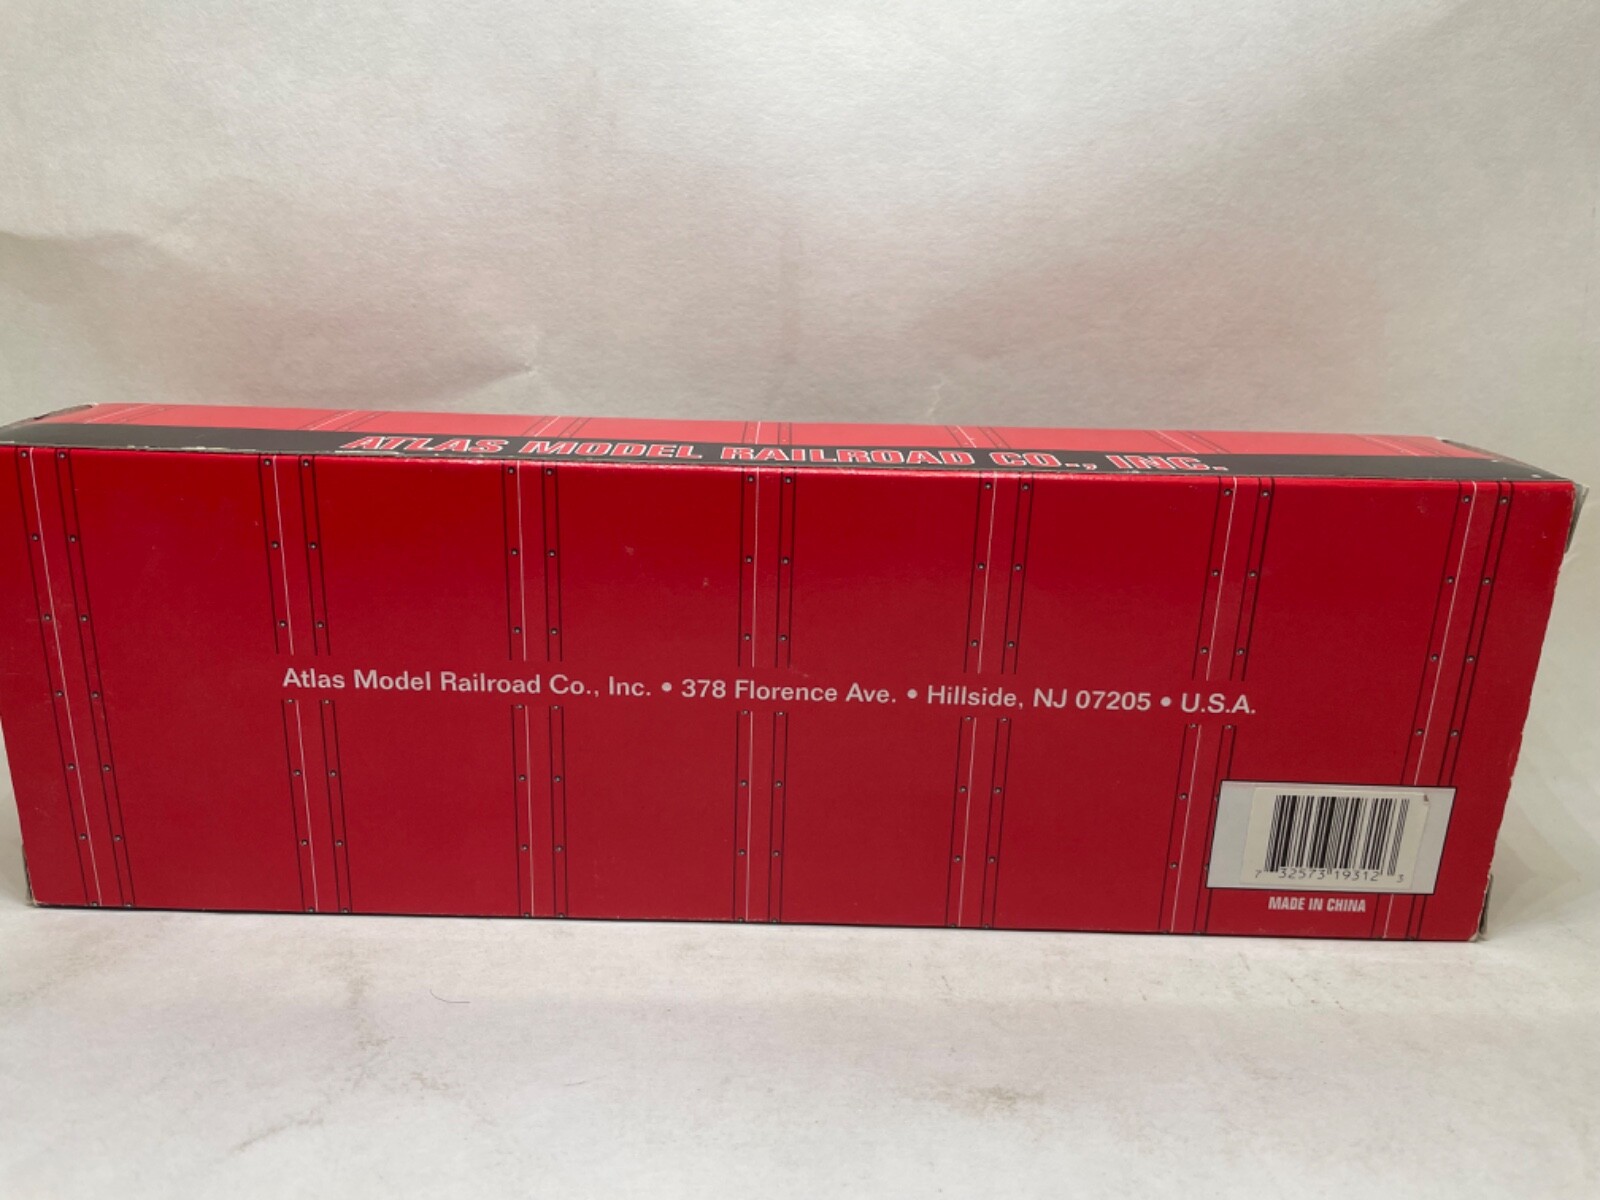 ATLAS MODEL RAILROAD CO., INC.
Atlas Model Railroad Co., Inc. • 378 Florence Ave. • Hillside, NJ 07205 • U.S.A.
7 32573 19312 3
MADE IN CHINA